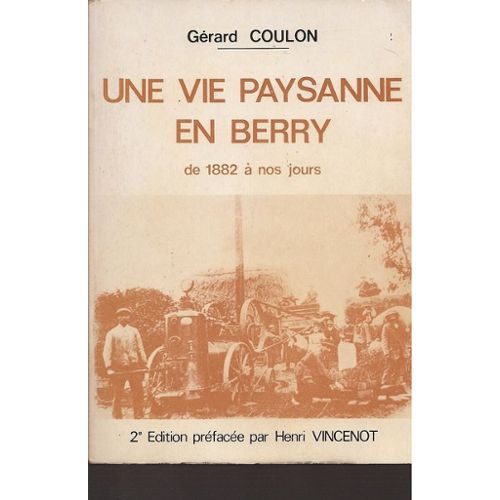 Gérard COULON
UNE VIE PAYSANNE
EN BERRY
de 1882 à nos jours
2e Edition préfacée par Henri VINCENOT